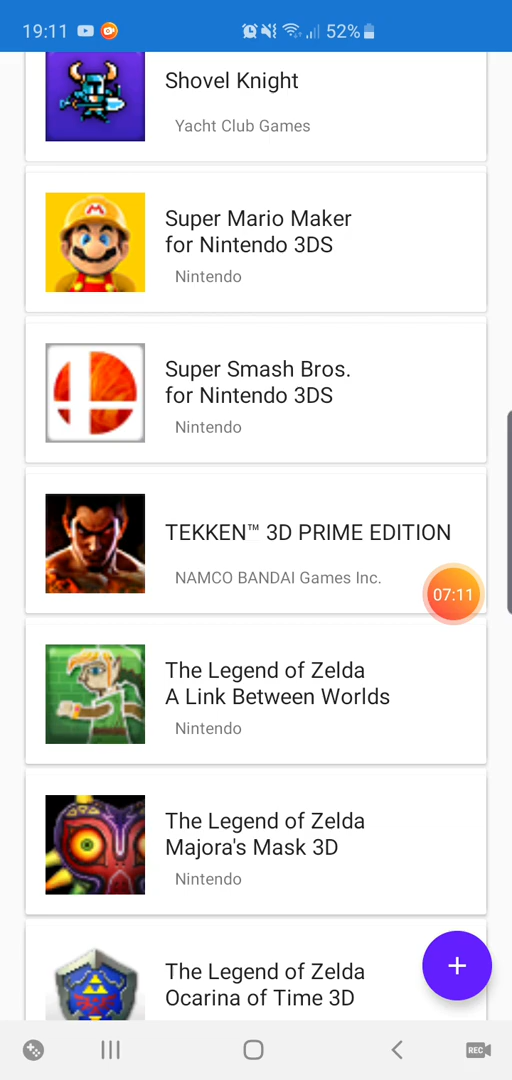 19:11
52%
Shovel Knight
Yacht Club Games
Super Mario Maker
for Nintendo 3DS
Nintendo
Super Smash Bros.
for Nintendo 3DS
Nintendo
TEKKEN™ 3D PRIME EDITION
NAMCO BANDAI Games Inc.
07:11
The Legend of Zelda
A Link Between Worlds
Nintendo
The Legend of Zelda
Majora's Mask 3D
Nintendo
The Legend of Zelda
Ocarina of Time 3D
+
REC